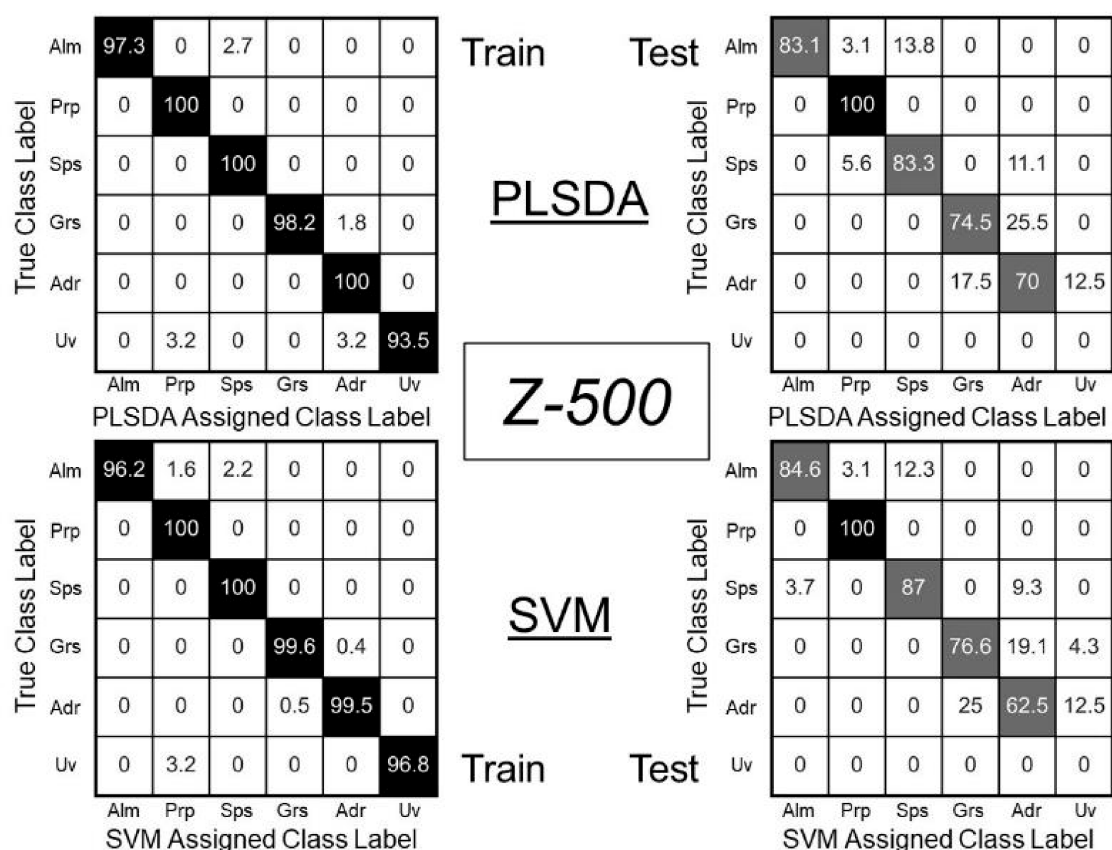 Train
Test
True Class Label
Alm 97.3 0 2.7 0 0 0
Prp 0 100 0 0 0 0
Sps 0 0 100 0 0 0
Grs 0 0 0 98.2 1.8 0
Adr 0 0 0 0 100 0
Uv 0 3.2 0 0 3.2 93.5
Alm Prp Sps Grs Adr Uv
PLSDA Assigned Class Label
PLSDA
True Class Label
Alm 83.1 3.1 13.8 0 0 0
Prp 0 100 0 0 0 0
Sps 0 5.6 83.3 0 11.1 0
Grs 0 0 0 74.5 25.5 0
Adr 0 0 0 17.5 70 12.5
Uv 0 0 0 0 0 0
Alm Prp Sps Grs Adr Uv
PLSDA Assigned Class Label
Z-500
True Class Label
Alm 96.2 1.6 2.2 0 0 0
Prp 0 100 0 0 0 0
Sps 0 0 100 0 0 0
Grs 0 0 0 99.6 0.4 0
Adr 0 0 0 0.5 99.5 0
Uv 0 3.2 0 0 0 96.8
Alm Prp Sps Grs Adr Uv
SVM Assigned Class Label
SVM
True Class Label
Alm 84.6 3.1 12.3 0 0 0
Prp 0 100 0 0 0 0
Sps 3.7 0 87 0 9.3 0
Grs 0 0 0 76.6 19.1 4.3
Adr 0 0 0 25 62.5 12.5
Uv 0 0 0 0 0 0
Alm Prp Sps Grs Adr Uv
SVM Assigned Class Label
Train
Test